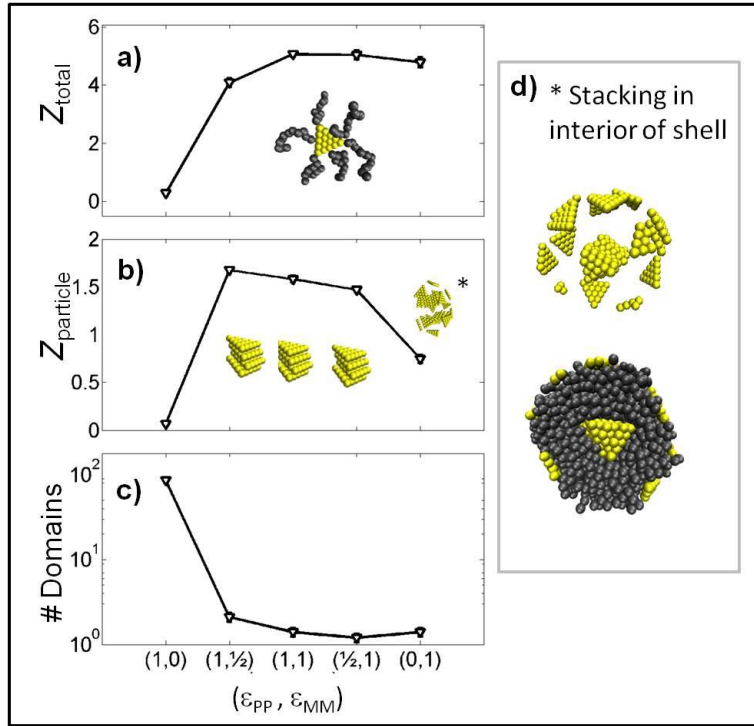 a)
Z_total
6
4
2
0
b)
Z_particle
2
1.5
1
0.5
0
*
c)
# Domains
10^2
10^1
10^0
(1,0) (1,½) (1,1) (½,1) (0,1)
(ε_PP , ε_MM)
d) * Stacking in
interior of shell